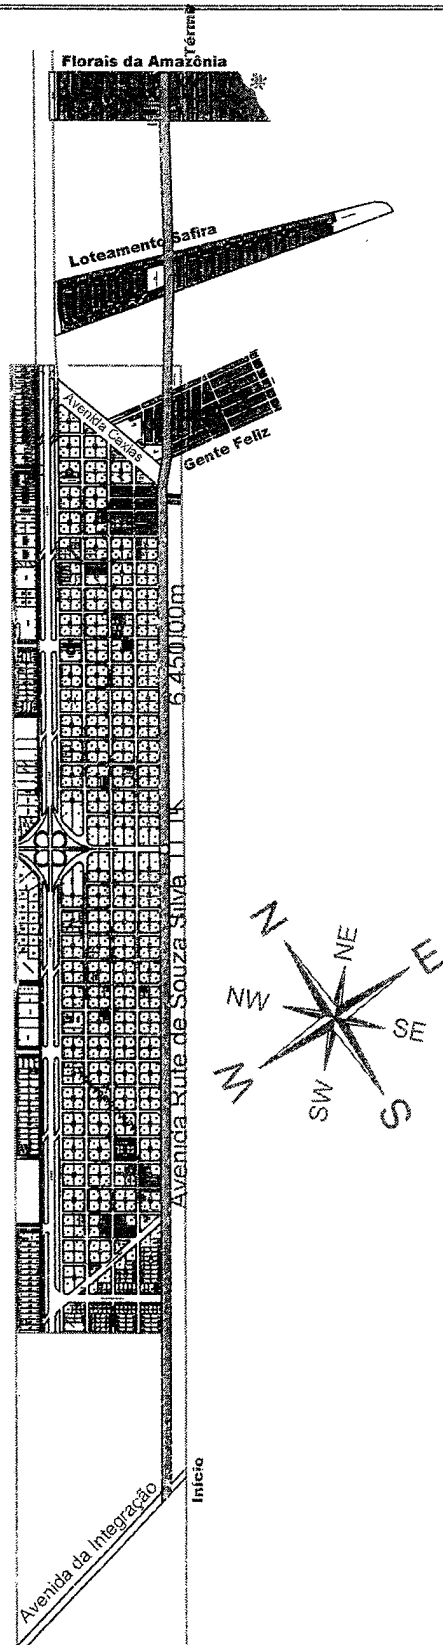 Término
Florais da Amazônia
Loteamento Safira
Avenida Caxias
Gente Feliz
6.450,00m
Avenida Rute de Souza Silva
N
NE
E
NW
SE
W
SW
S
Início
Avenida da Integração